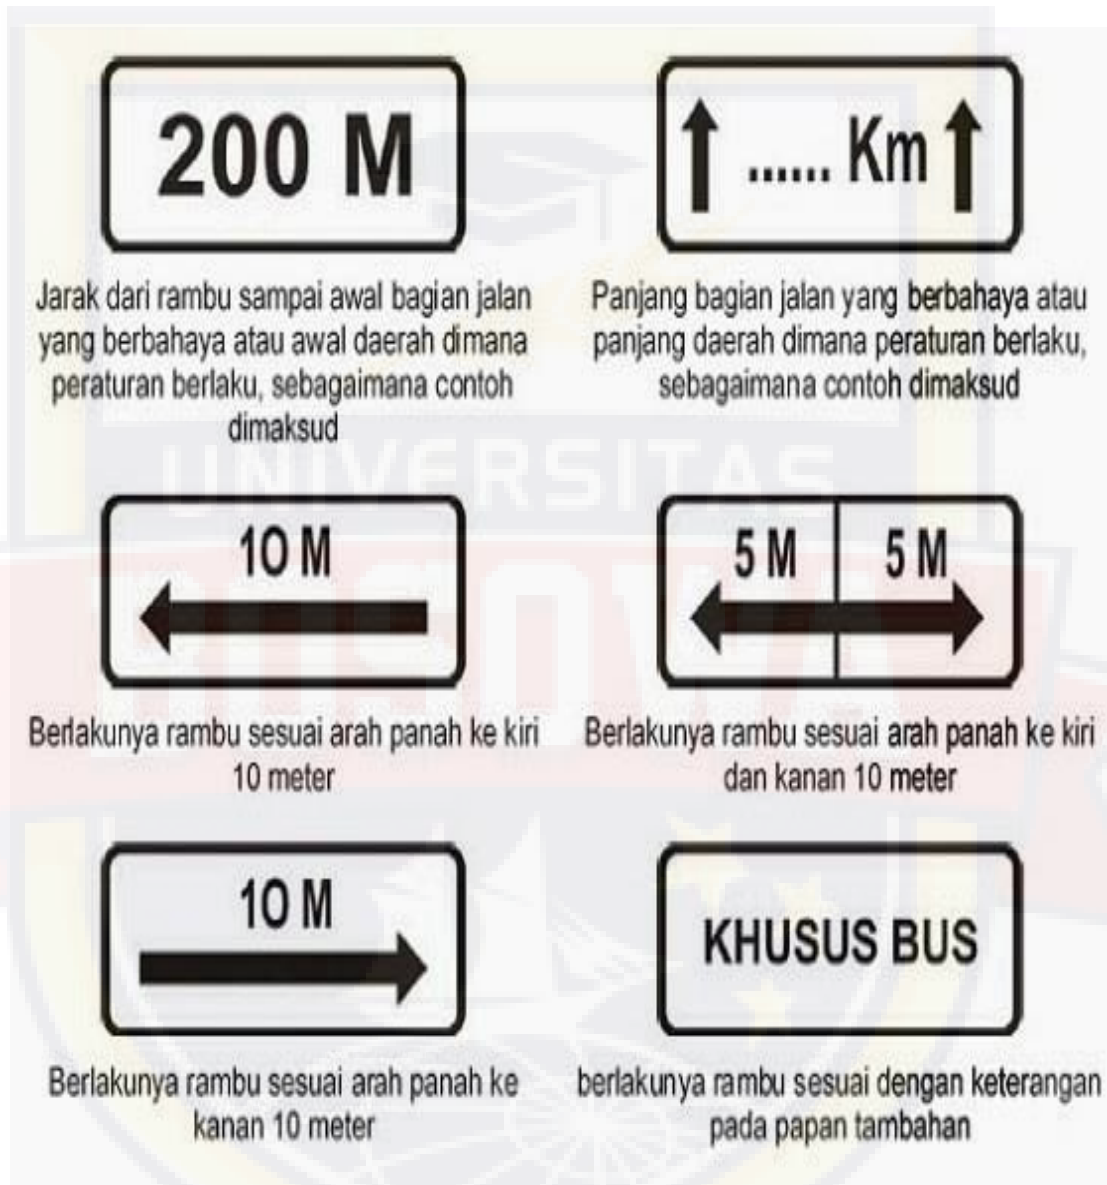 200 M
Jarak dari rambu sampai awal bagian jalan
yang berbahaya atau awal daerah dimana
peraturan berlaku, sebagaimana contoh
dimaksud
...... Km
Panjang bagian jalan yang berbahaya atau
panjang daerah dimana peraturan berlaku,
sebagaimana contoh dimaksud
UNIVERSITAS
BOSOWA
10 M
Berlakunya rambu sesuai arah panah ke kiri
10 meter
5 M 5 M
Berlakunya rambu sesuai arah panah ke kiri
dan kanan 10 meter
10 M
Berlakunya rambu sesuai arah panah ke
kanan 10 meter
KHUSUS BUS
berlakunya rambu sesuai dengan keterangan
pada papan tambahan